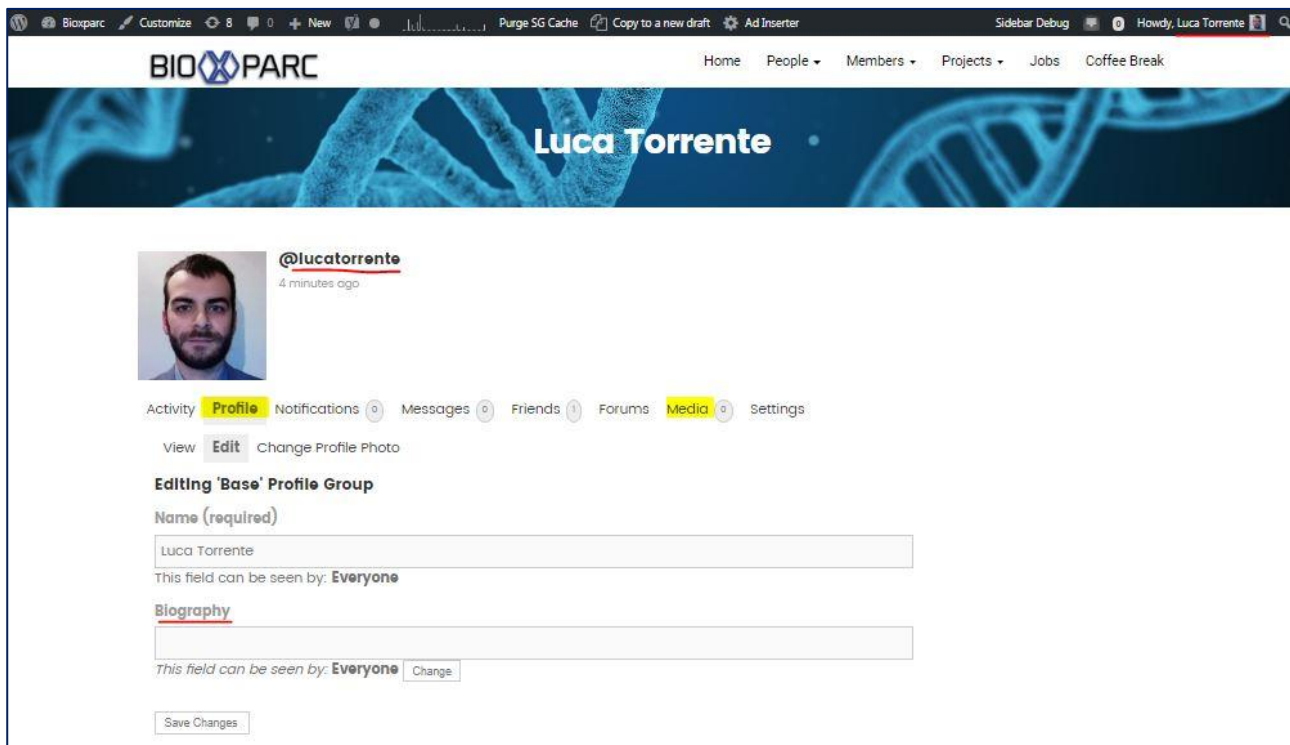 Bioxparc Customize 8 0 New Purge SG Cache Copy to a new draft Ad Inserter Sidebar Debug 0 Howdy, Luca Torrente
BIOXPARC Home People Members Projects Jobs Coffee Break
Luca Torrente
@lucatorrente
4 minutes ago
Activity Profile Notifications 0 Messages 0 Friends 1 Forums Media 0 Settings
View Edit Change Profile Photo
Editing 'Base' Profile Group
Name (required)
Luca Torrente
This field can be seen by: Everyone
Biography
This field can be seen by: Everyone Change
Save Changes